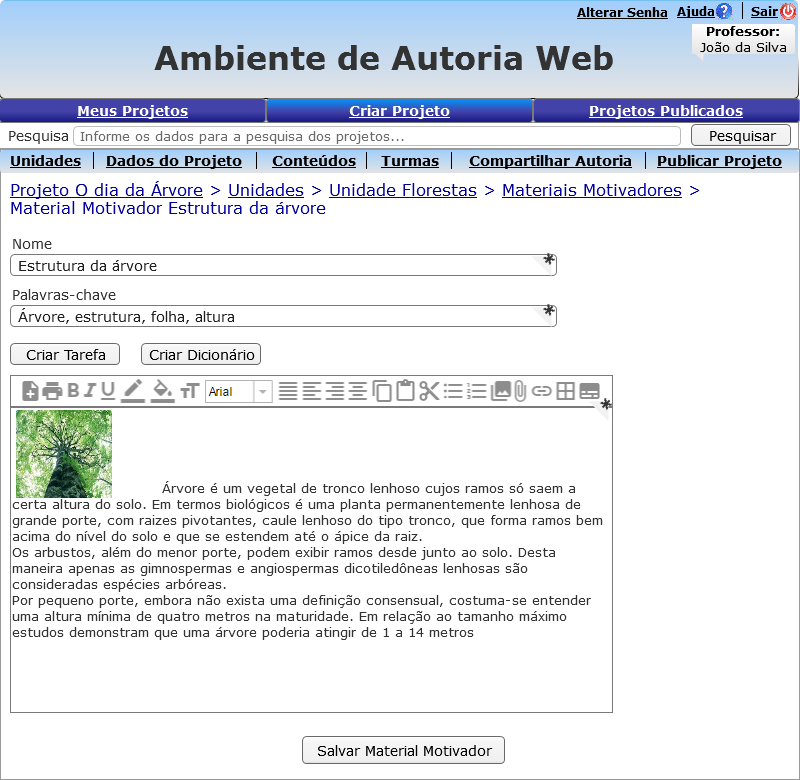 Alterar Senha Ajuda ? Sair
Professor:
João da Silva
Ambiente de Autoria Web
Meus Projetos Criar Projeto Projetos Publicados
Pesquisa Informe os dados para a pesquisa dos projetos... Pesquisar
Unidades Dados do Projeto Conteúdos Turmas Compartilhar Autoria Publicar Projeto
Projeto O dia da Árvore > Unidades > Unidade Florestas > Materiais Motivadores >
Material Motivador Estrutura da árvore
Nome
Estrutura da árvore *
Palavras-chave
Árvore, estrutura, folha, altura *
Criar Tarefa Criar Dicionário
B I U TT Arial
*
Árvore é um vegetal de tronco lenhoso cujos ramos só saem a
certa altura do solo. Em termos biológicos é uma planta permanentemente lenhosa de
grande porte, com raizes pivotantes, caule lenhoso do tipo tronco, que forma ramos bem
acima do nível do solo e que se estendem até o ápice da raiz.
Os arbustos, além do menor porte, podem exibir ramos desde junto ao solo. Desta
maneira apenas as gimnospermas e angiospermas dicotiledôneas lenhosas são
consideradas espécies arbóreas.
Por pequeno porte, embora não exista uma definição consensual, costuma-se entender
uma altura mínima de quatro metros na maturidade. Em relação ao tamanho máximo
estudos demonstram que uma árvore poderia atingir de 1 a 14 metros
Salvar Material Motivador